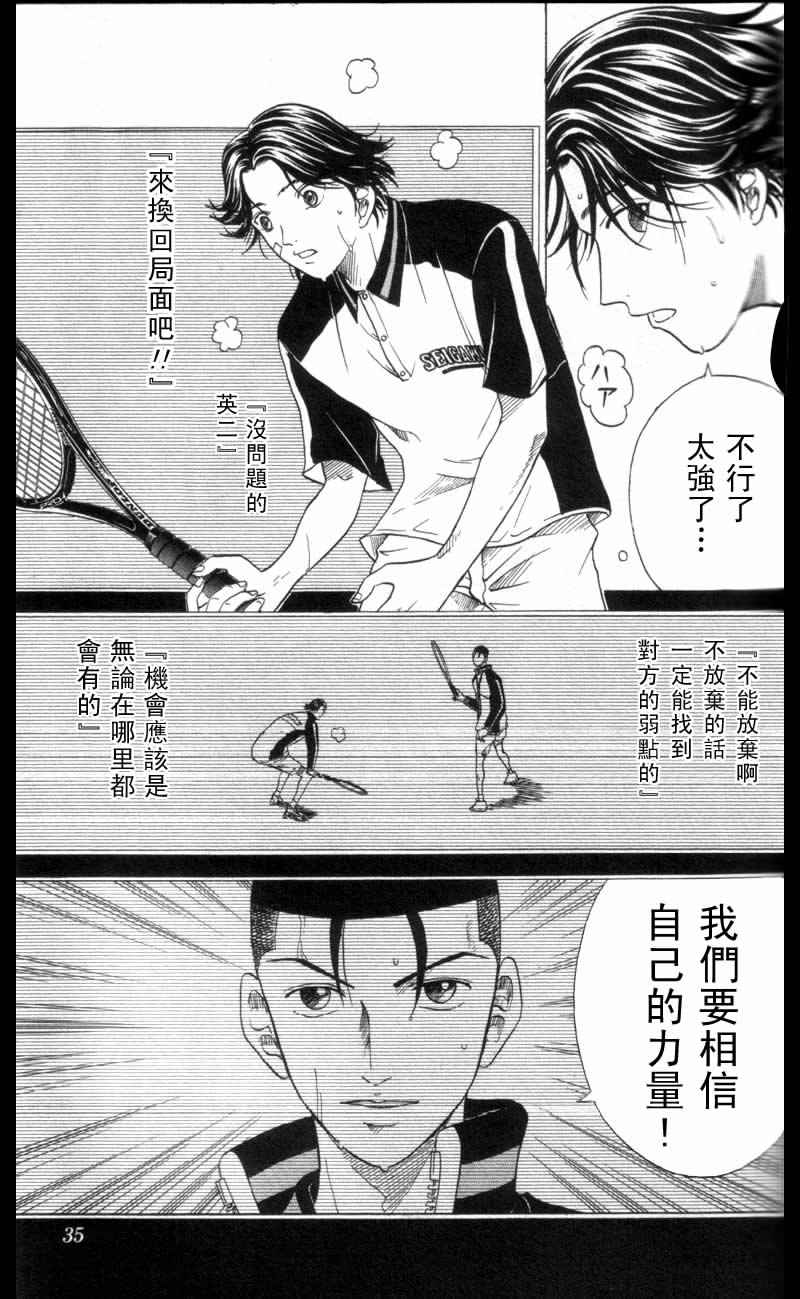 ハァ
不行了
太強了…
『來換回局面吧!!』
『沒問題的
英二』
SEIGAKU
『不能放棄啊
不放棄的話
一定能找到
對方的弱點的』
『機會應該是
無論在哪里都
會有的』
我們要相信
自己的力量！
35